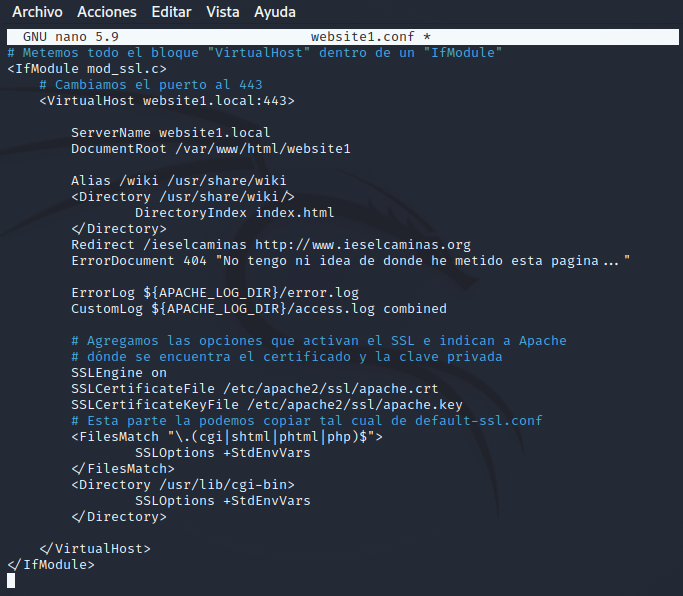 Archivo Acciones Editar Vista Ayuda
GNU nano 5.9 website1.conf *
# Metemos todo el bloque "VirtualHost" dentro de un "IfModule"
<IfModule mod_ssl.c>
    # Cambiamos el puerto al 443
    <VirtualHost website1.local:443>
        ServerName website1.local
        DocumentRoot /var/www/html/website1
        Alias /wiki /usr/share/wiki
        <Directory /usr/share/wiki/>
                DirectoryIndex index.html
        </Directory>
        Redirect /ieselcaminas http://www.ieselcaminas.org
        ErrorDocument 404 "No tengo ni idea de donde he metido esta pagina..."
        ErrorLog ${APACHE_LOG_DIR}/error.log
        CustomLog ${APACHE_LOG_DIR}/access.log combined
        # Agregamos las opciones que activan el SSL e indican a Apache
        # dónde se encuentra el certificado y la clave privada
        SSLEngine on
        SSLCertificateFile /etc/apache2/ssl/apache.crt
        SSLCertificateKeyFile /etc/apache2/ssl/apache.key
        # Esta parte la podemos copiar tal cual de default-ssl.conf
        <FilesMatch "\.(cgi|shtml|phtml|php)$">
                SSLOptions +StdEnvVars
        </FilesMatch>
        <Directory /usr/lib/cgi-bin>
                SSLOptions +StdEnvVars
        </Directory>
    </VirtualHost>
</IfModule>